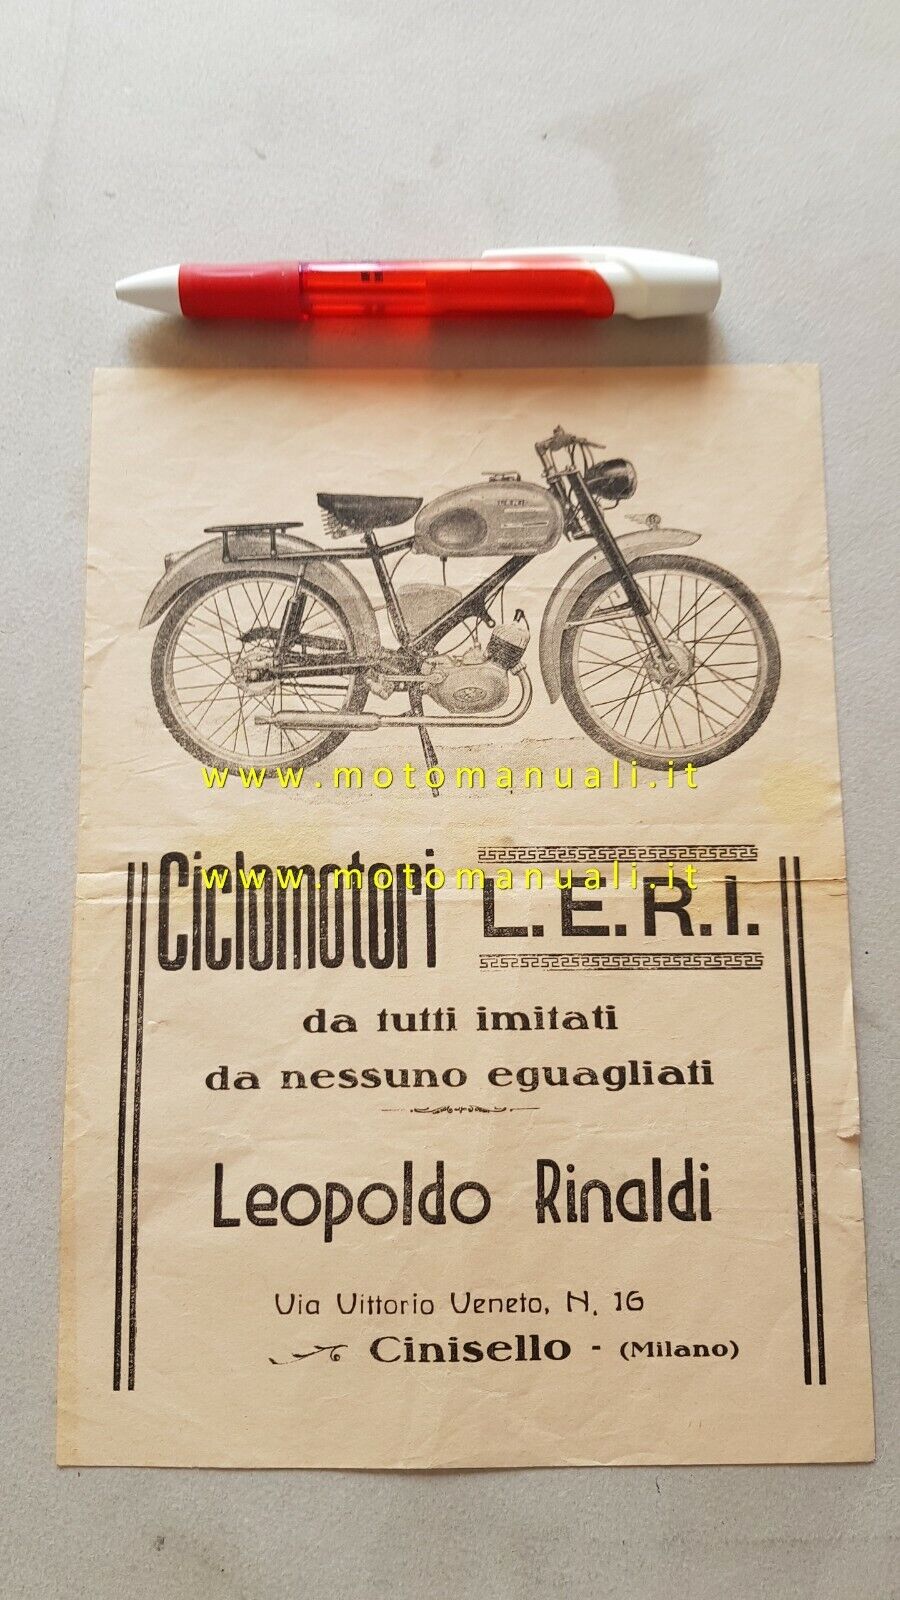 www.motomanuali.it
Ciclomotori L.E.R.I.
www.motomanuali.it
da tutti imitati
da nessuno eguagliati
Leopoldo Rinaldi
Via Vittorio Veneto, N. 16
Cinisello - (Milano)